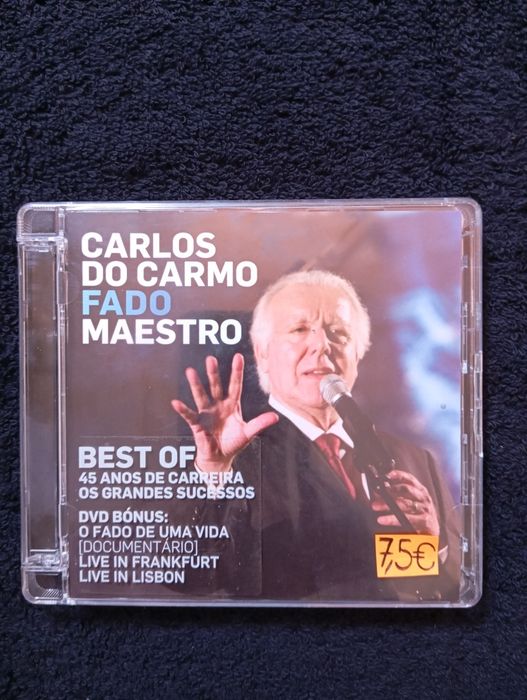 CARLOS
DO CARMO
FADO
MAESTRO
BEST OF
45 ANOS DE CARREIRA
OS GRANDES SUCESSOS
DVD BÓNUS:
O FADO DE UMA VIDA
[DOCUMENTÁRIO]
LIVE IN FRANKFURT
LIVE IN LISBON
7,5€